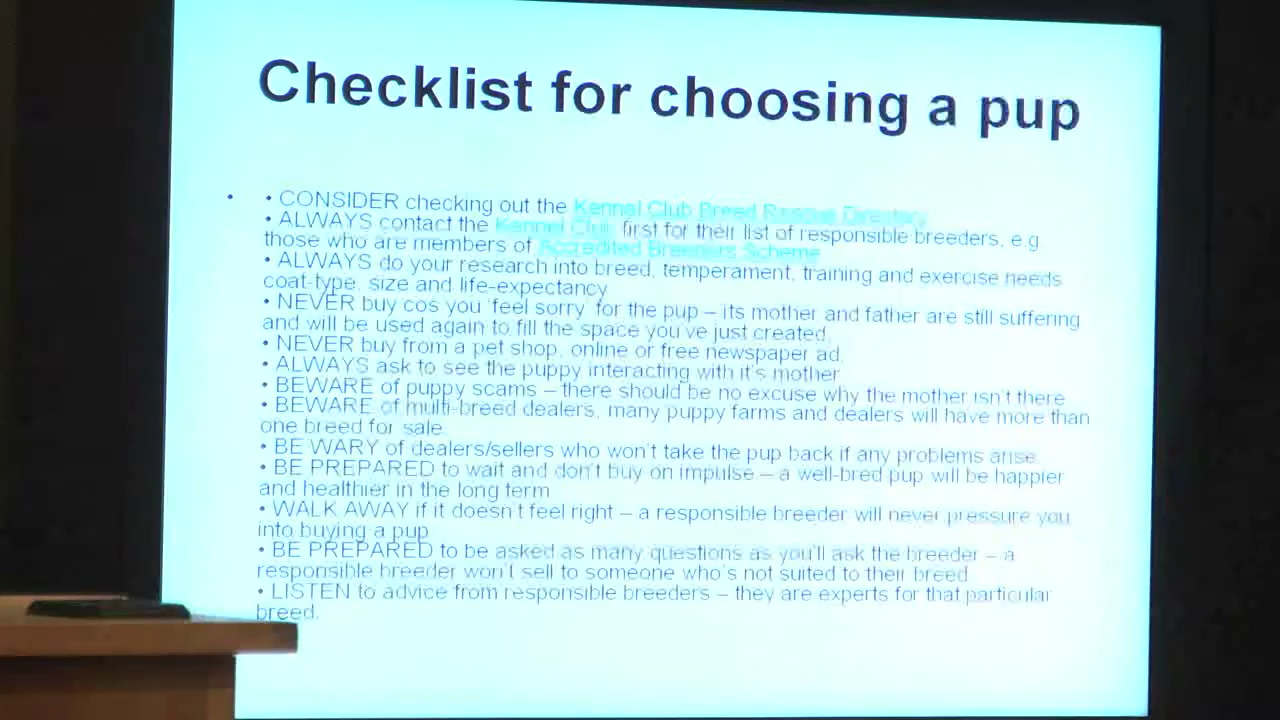 Checklist for choosing a pup
• • CONSIDER checking out the Kennel Club Breed Rescue Directory
• ALWAYS contact the Kennel Club first for their list of responsible breeders, e.g
those who are members of Accredited Breeders Scheme
• ALWAYS do your research into breed, temperament, training and exercise needs
coat-type, size and life-expectancy
• NEVER buy cos you 'feel sorry' for the pup – its mother and father are still suffering
and will be used again to fill the space you've just created.
• NEVER buy from a pet shop, online or free newspaper ad.
• ALWAYS ask to see the puppy interacting with it's mother
• BEWARE of puppy scams – there should be no excuse why the mother isn't there
• BEWARE of multi-breed dealers, many puppy farms and dealers will have more than
one breed for sale.
• BE WARY of dealers/sellers who won't take the pup back if any problems arise.
• BE PREPARED to wait and don't buy on impulse – a well-bred pup will be happier
and healthier in the long term
• WALK AWAY if it doesn't feel right – a responsible breeder will never pressure you
into buying a pup
• BE PREPARED to be asked as many questions as you'll ask the breeder – a
responsible breeder won't sell to someone who's not suited to their breed.
• LISTEN to advice from responsible breeders – they are experts for that particular
breed.